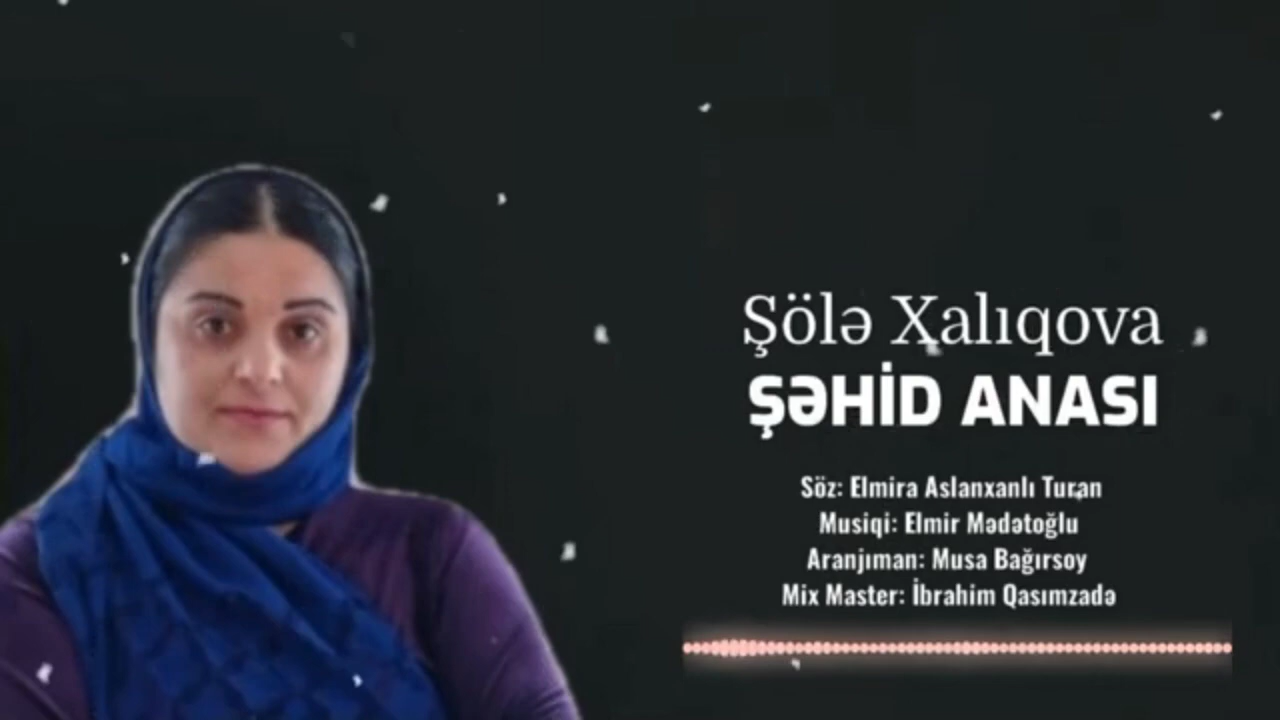 Şölə Xalıqova
ŞƏHİD ANASI
Söz: Elmira Aslanxanlı Turan
Musiqi: Elmir Mədətoğlu
Aranjıman: Musa Bağırsoy
Mix Master: İbrahim Qasımzadə